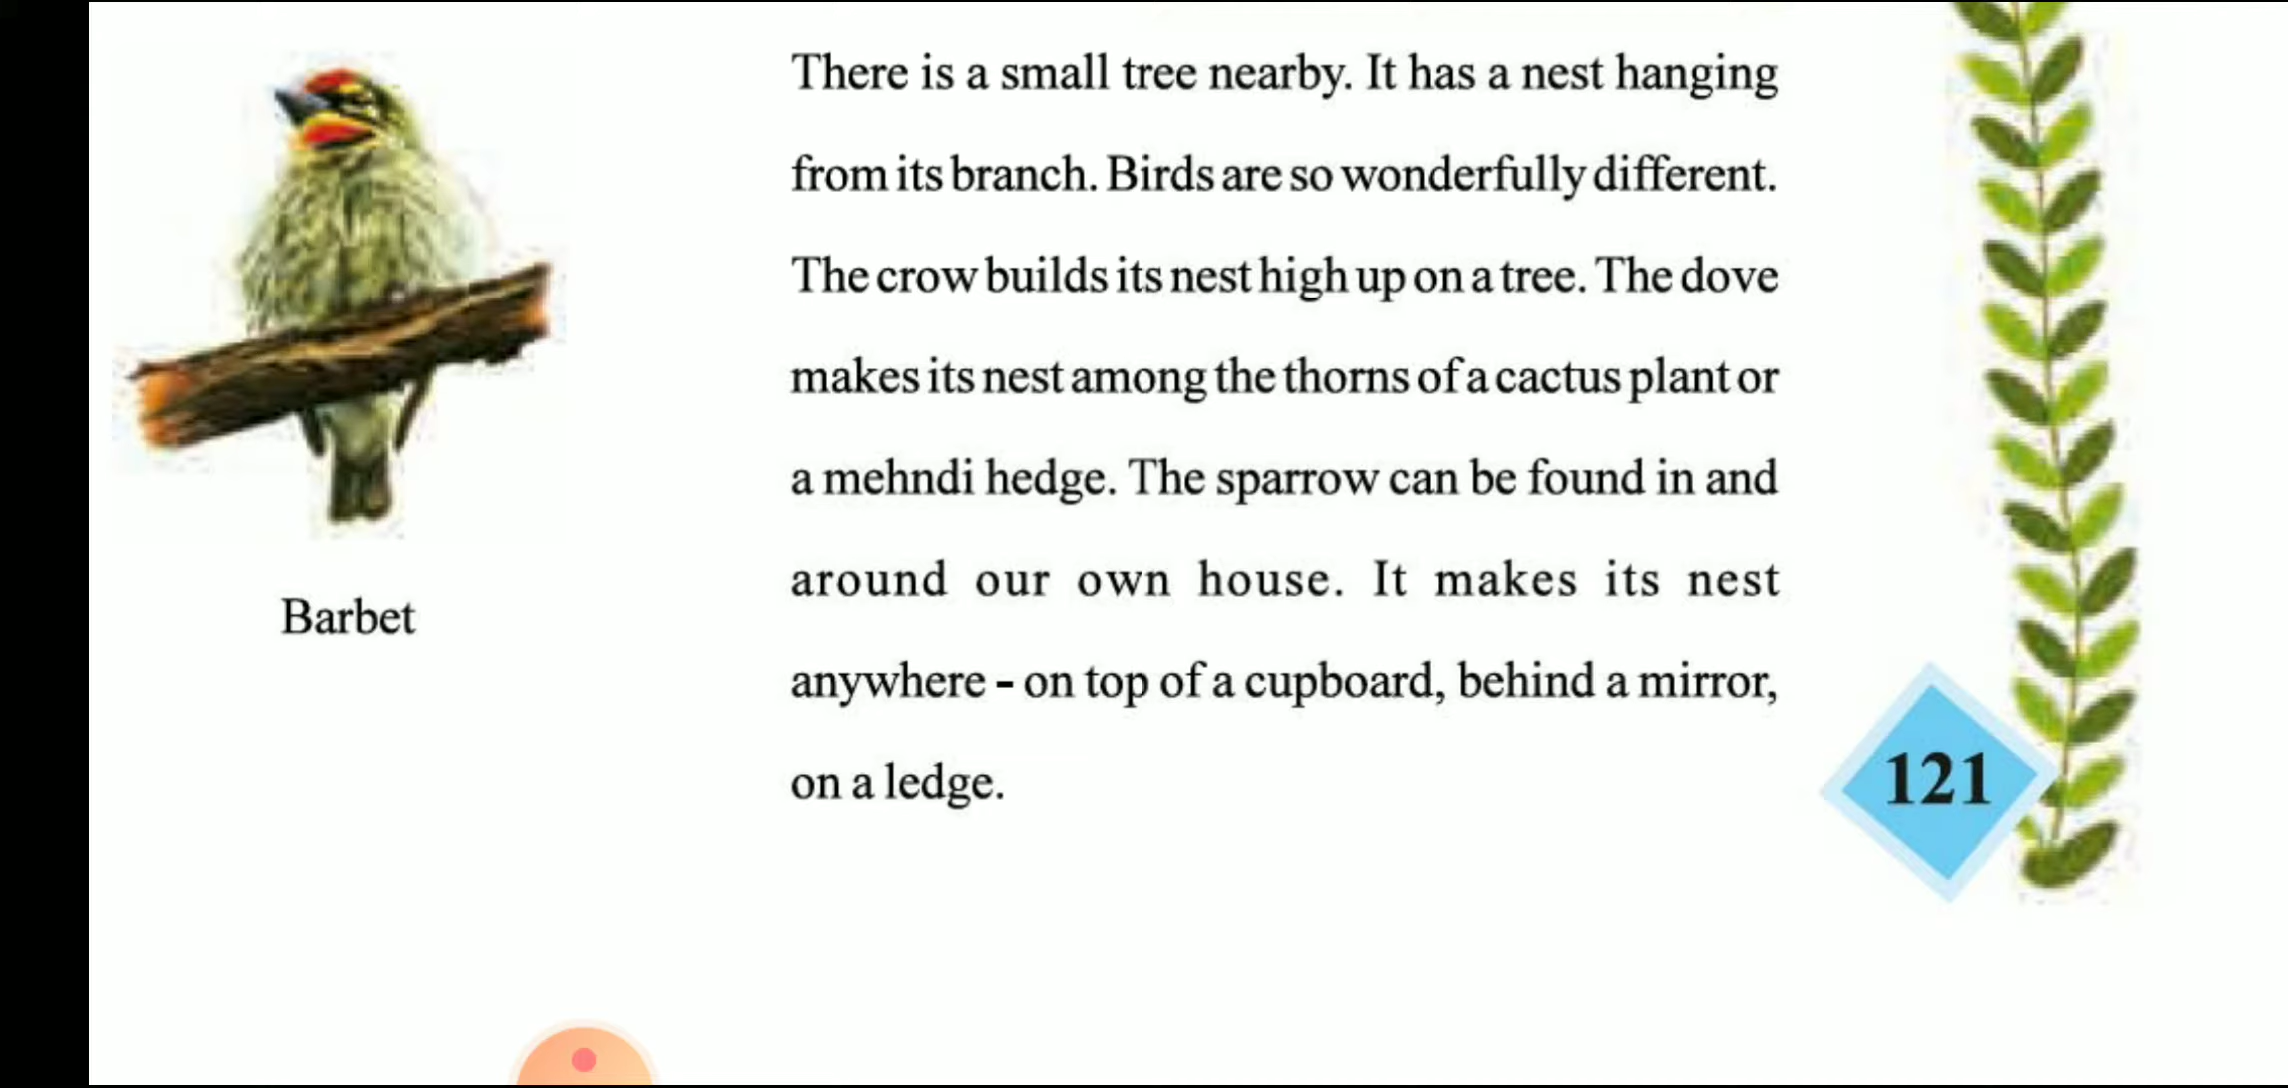 There is a small tree nearby. It has a nest hanging
from its branch. Birds are so wonderfully different.
The crow builds its nest high up on a tree. The dove
makes its nest among the thorns of a cactus plant or
a mehndi hedge. The sparrow can be found in and
around our own house. It makes its nest
anywhere - on top of a cupboard, behind a mirror,
on a ledge.
Barbet
121